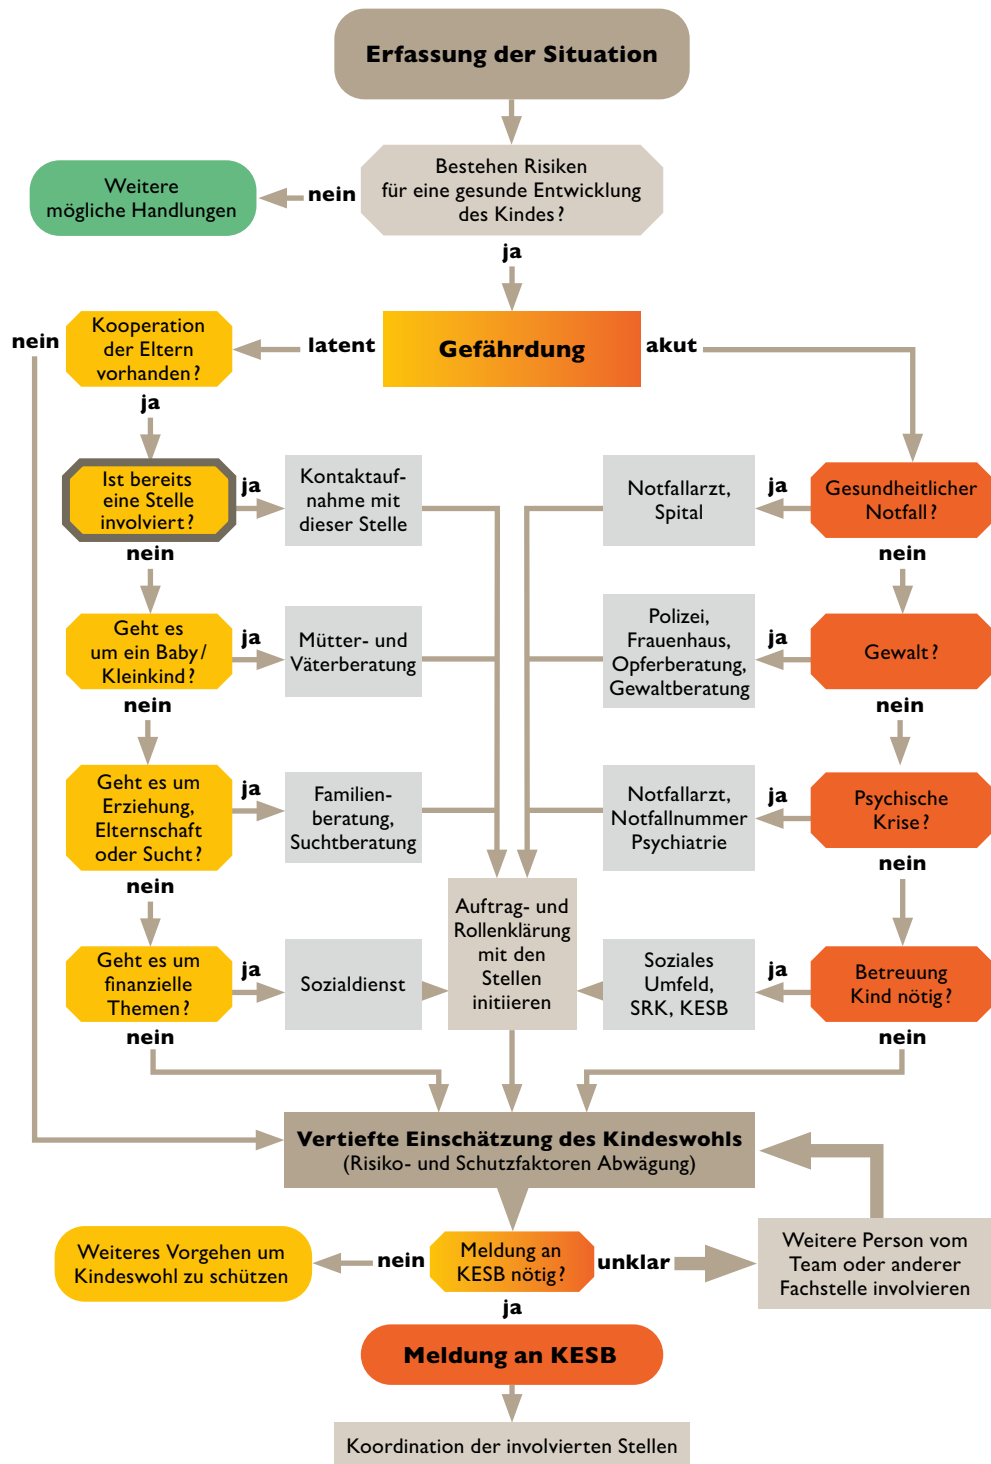 Erfassung der Situation
Bestehen Risiken
für eine gesunde Entwicklung
des Kindes?
nein
Weitere
mögliche Handlungen
ja
Gefährdung
latent
akut
Kooperation
der Eltern
vorhanden?
nein
ja
Ist bereits
eine Stelle
involviert?
ja
Kontaktauf-
nahme mit
dieser Stelle
nein
Geht es
um ein Baby/
Kleinkind?
ja
Mütter- und
Väterberatung
nein
Geht es um
Erziehung,
Elternschaft
oder Sucht?
ja
Familien-
beratung,
Suchtberatung
nein
Geht es um
finanzielle
Themen?
ja
Sozialdienst
nein
Gesundheitlicher
Notfall?
ja
Notfallarzt,
Spital
nein
Gewalt?
ja
Polizei,
Frauenhaus,
Opferberatung,
Gewaltberatung
nein
Psychische
Krise?
ja
Notfallarzt,
Notfallnummer
Psychiatrie
nein
Betreuung
Kind nötig?
ja
Soziales
Umfeld,
SRK, KESB
nein
Auftrag- und
Rollenklärung
mit den
Stellen
initiieren
Vertiefte Einschätzung des Kindeswohls
(Risiko- und Schutzfaktoren Abwägung)
Meldung an
KESB nötig?
nein
Weiteres Vorgehen um
Kindeswohl zu schützen
unklar
Weitere Person vom
Team oder anderer
Fachstelle involvieren
ja
Meldung an KESB
Koordination der involvierten Stellen